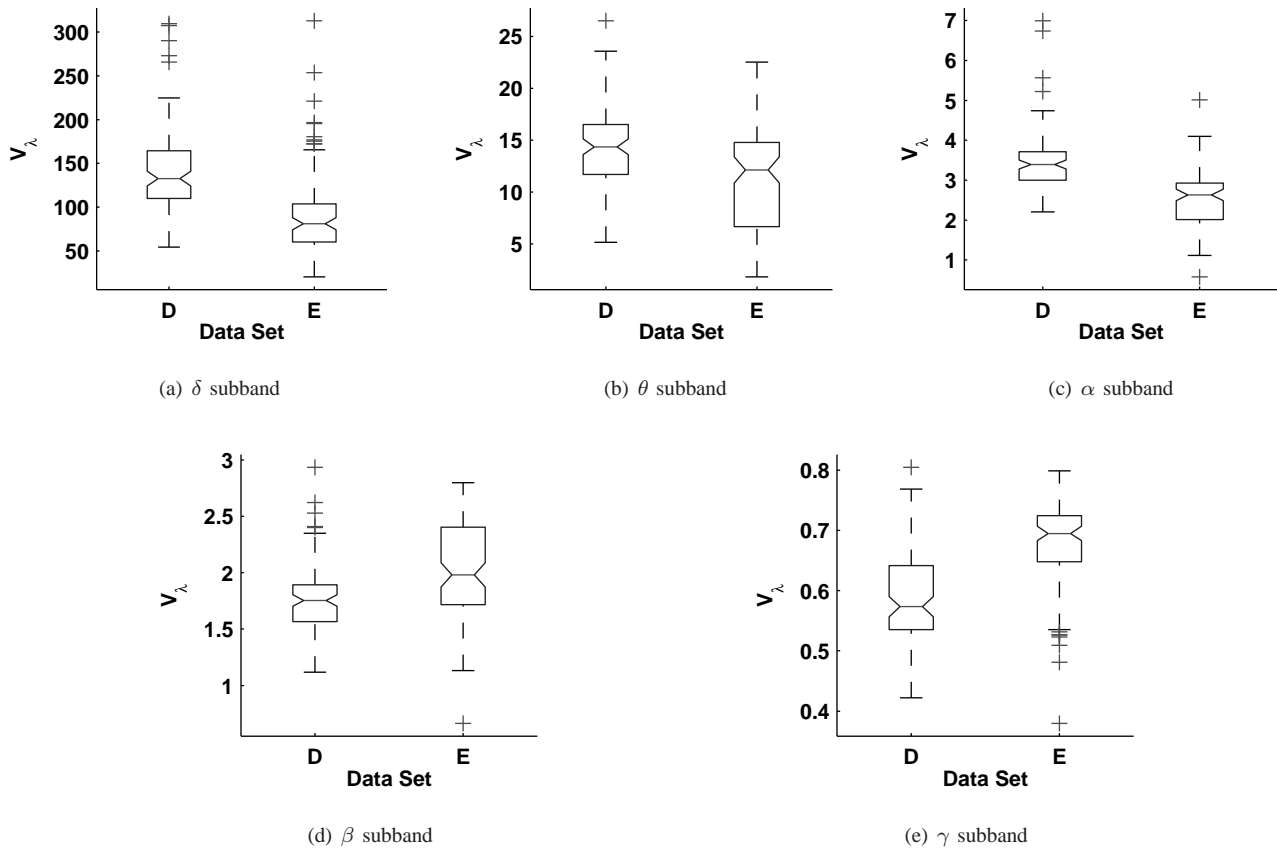 300
250
200
150
100
50
V_λ
D E
Data Set
(a) δ subband
25
20
15
10
5
V_λ
D E
Data Set
(b) θ subband
7
6
5
4
3
2
1
V_λ
D E
Data Set
(c) α subband
3
2.5
2
1.5
1
V_λ
D E
Data Set
(d) β subband
0.8
0.7
0.6
0.5
0.4
V_λ
D E
Data Set
(e) γ subband